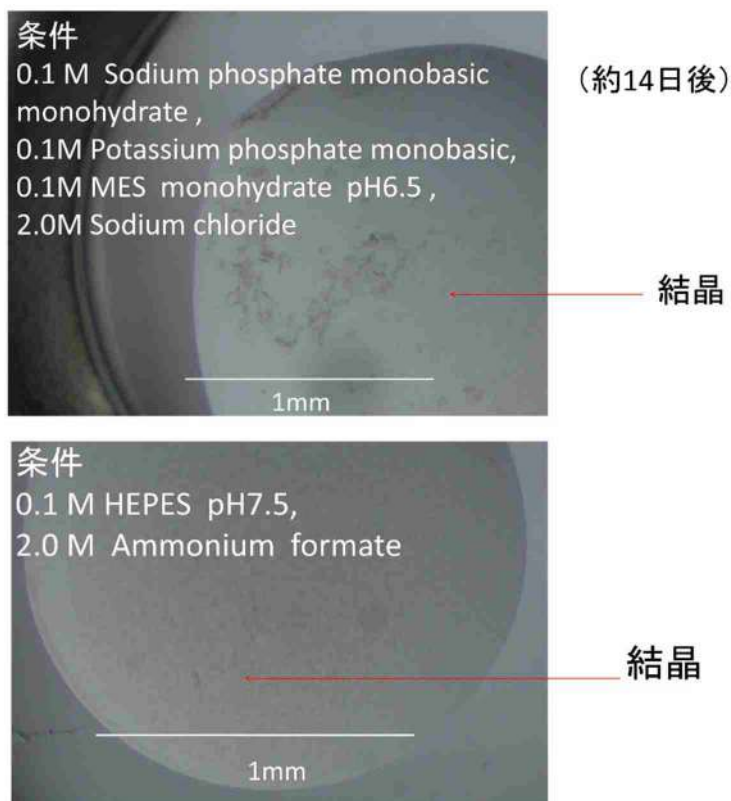 条件
0.1 M Sodium phosphate monobasic
monohydrate ,
0.1M Potassium phosphate monobasic,
0.1M MES monohydrate pH6.5 ,
2.0M Sodium chloride
（約14日後）
結晶
1mm
条件
0.1 M HEPES pH7.5,
2.0 M Ammonium formate
結晶
1mm